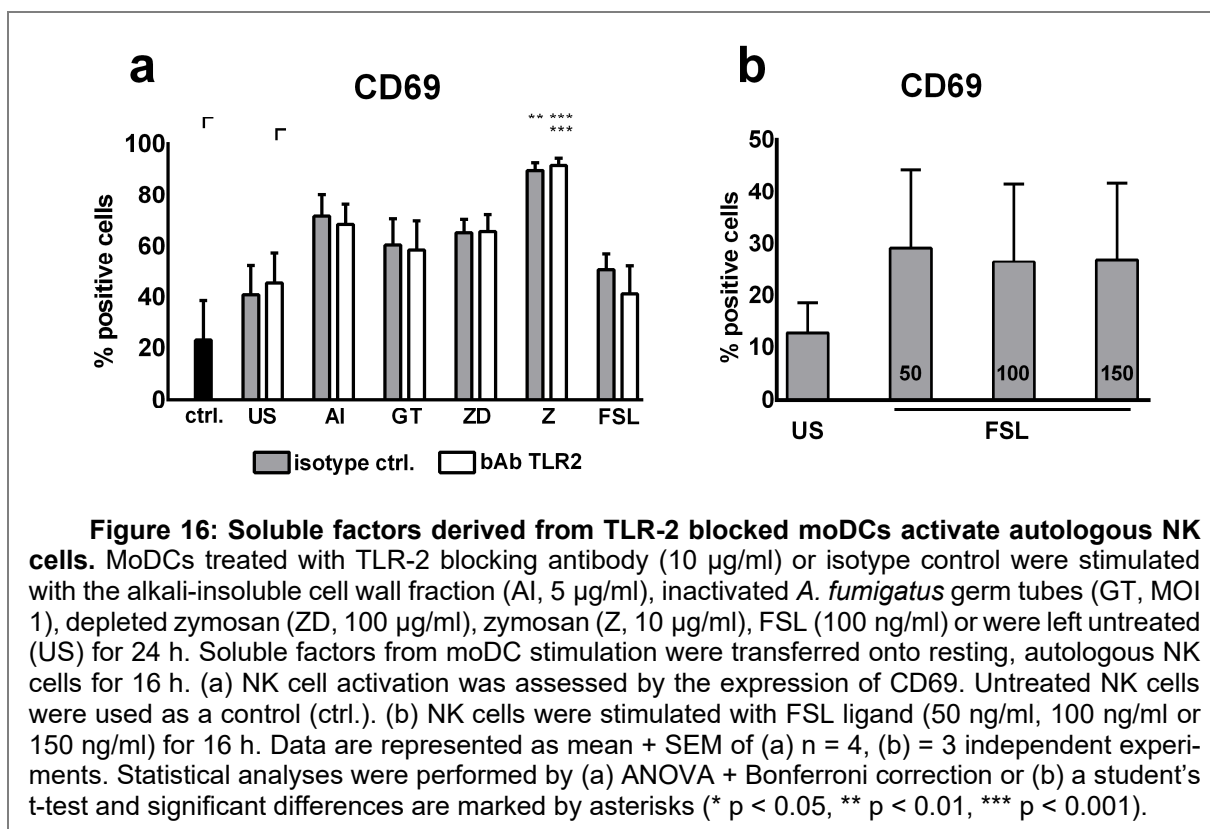 a
b
CD69
CD69
** ***
***
100
80
60
40
20
0
% positive cells
ctrl. US AI GT ZD Z FSL
isotype ctrl. bAb TLR2
50
40
30
20
10
0
% positive cells
50 100 150
US FSL
Figure 16: Soluble factors derived from TLR-2 blocked moDCs activate autologous NK
cells. MoDCs treated with TLR-2 blocking antibody (10 µg/ml) or isotype control were stimulated
with the alkali-insoluble cell wall fraction (AI, 5 µg/ml), inactivated A. fumigatus germ tubes (GT, MOI
1), depleted zymosan (ZD, 100 µg/ml), zymosan (Z, 10 µg/ml), FSL (100 ng/ml) or were left untreated
(US) for 24 h. Soluble factors from moDC stimulation were transferred onto resting, autologous NK
cells for 16 h. (a) NK cell activation was assessed by the expression of CD69. Untreated NK cells
were used as a control (ctrl.). (b) NK cells were stimulated with FSL ligand (50 ng/ml, 100 ng/ml or
150 ng/ml) for 16 h. Data are represented as mean + SEM of (a) n = 4, (b) = 3 independent experi-
ments. Statistical analyses were performed by (a) ANOVA + Bonferroni correction or (b) a student's
t-test and significant differences are marked by asterisks (* p < 0.05, ** p < 0.01, *** p < 0.001).